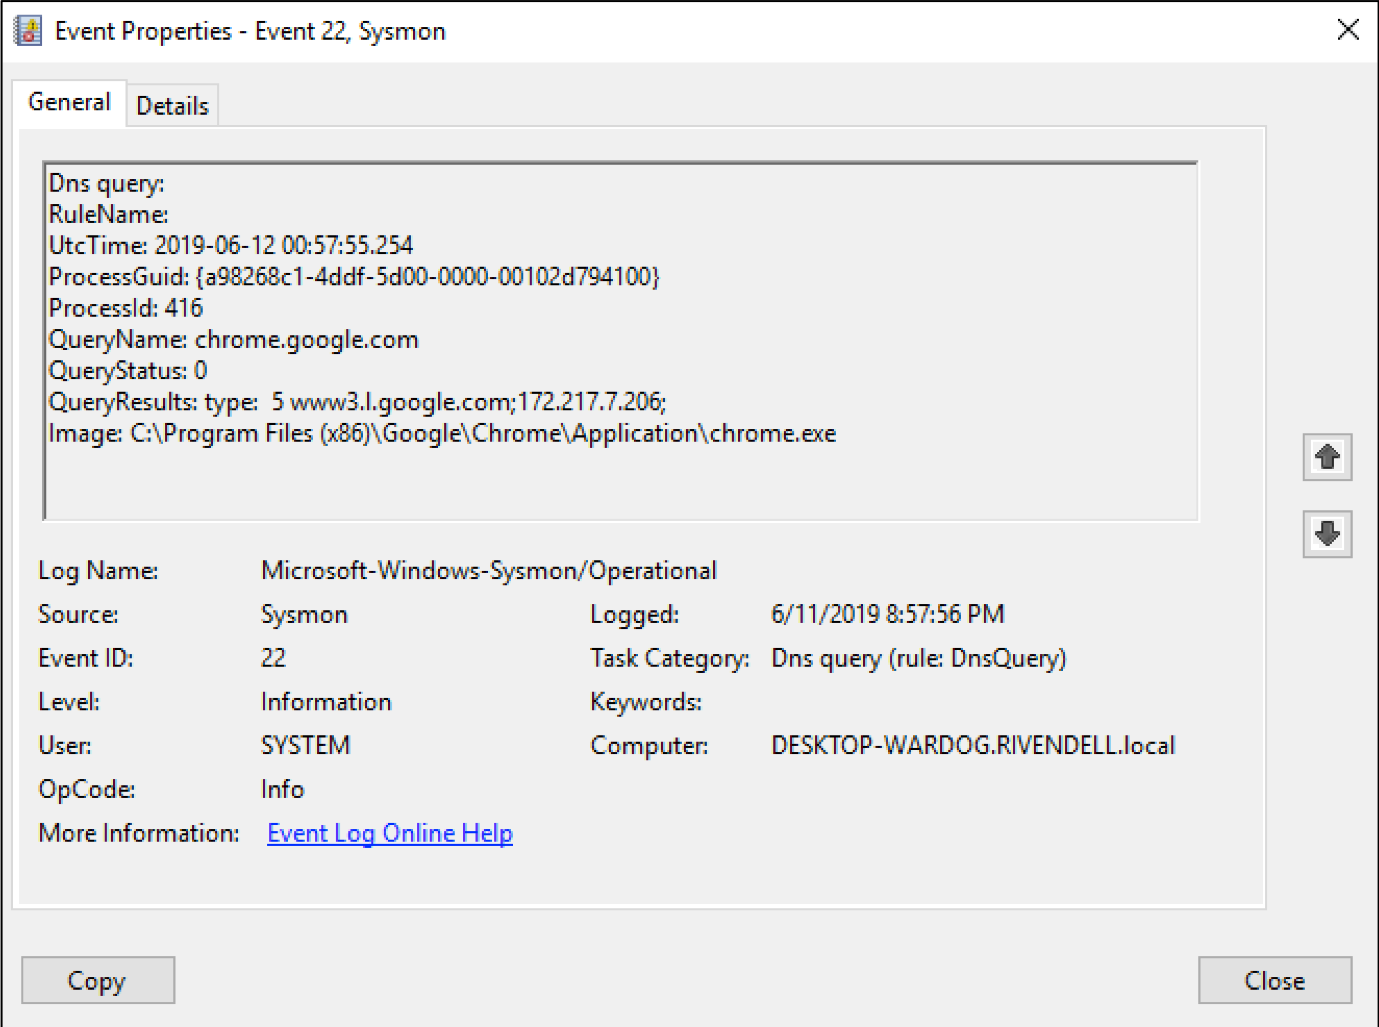 Event Properties - Event 22, Sysmon
General
Details
Dns query:
RuleName:
UtcTime: 2019-06-12 00:57:55.254
ProcessGuid: {a98268c1-4ddf-5d00-0000-00102d794100}
ProcessId: 416
QueryName: chrome.google.com
QueryStatus: 0
QueryResults: type:  5 www3.l.google.com;172.217.7.206;
Image: C:\Program Files (x86)\Google\Chrome\Application\chrome.exe
Log Name: Microsoft-Windows-Sysmon/Operational
Source: Sysmon Logged: 6/11/2019 8:57:56 PM
Event ID: 22 Task Category: Dns query (rule: DnsQuery)
Level: Information Keywords:
User: SYSTEM Computer: DESKTOP-WARDOG.RIVENDELL.local
OpCode: Info
More Information: Event Log Online Help
Copy
Close